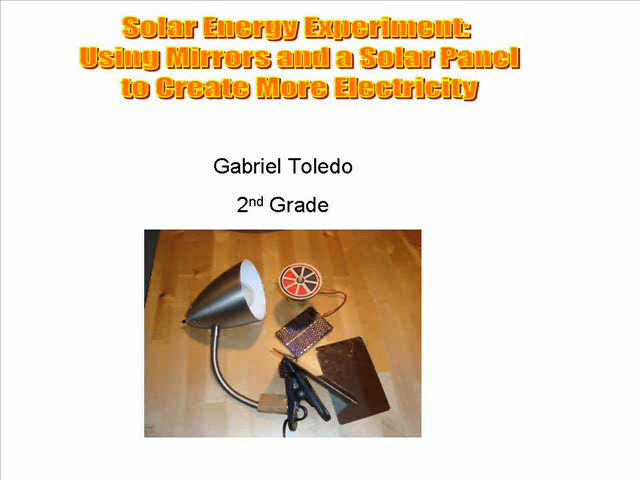 Solar Energy Experiment:
Using Mirrors and a Solar Panel
to Create More Electricity
Gabriel Toledo
2nd Grade